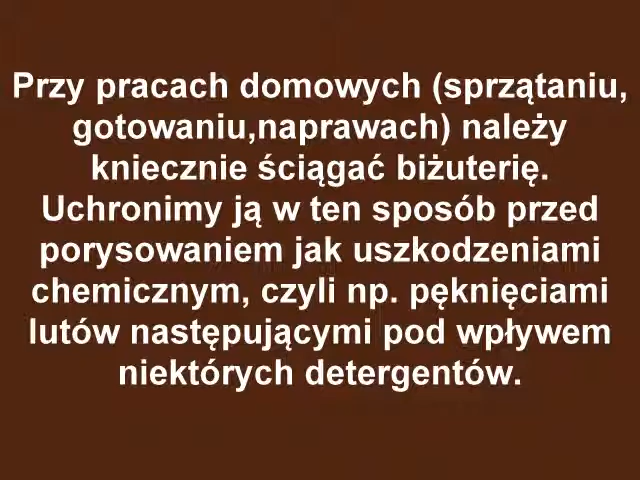 Przy pracach domowych (sprzątaniu,
gotowaniu,naprawach) należy
kniecznie ściągać biżuterię.
Uchronimy ją w ten sposób przed
porysowaniem jak uszkodzeniami
chemicznym, czyli np. pęknięciami
lutów następującymi pod wpływem
niektórych detergentów.